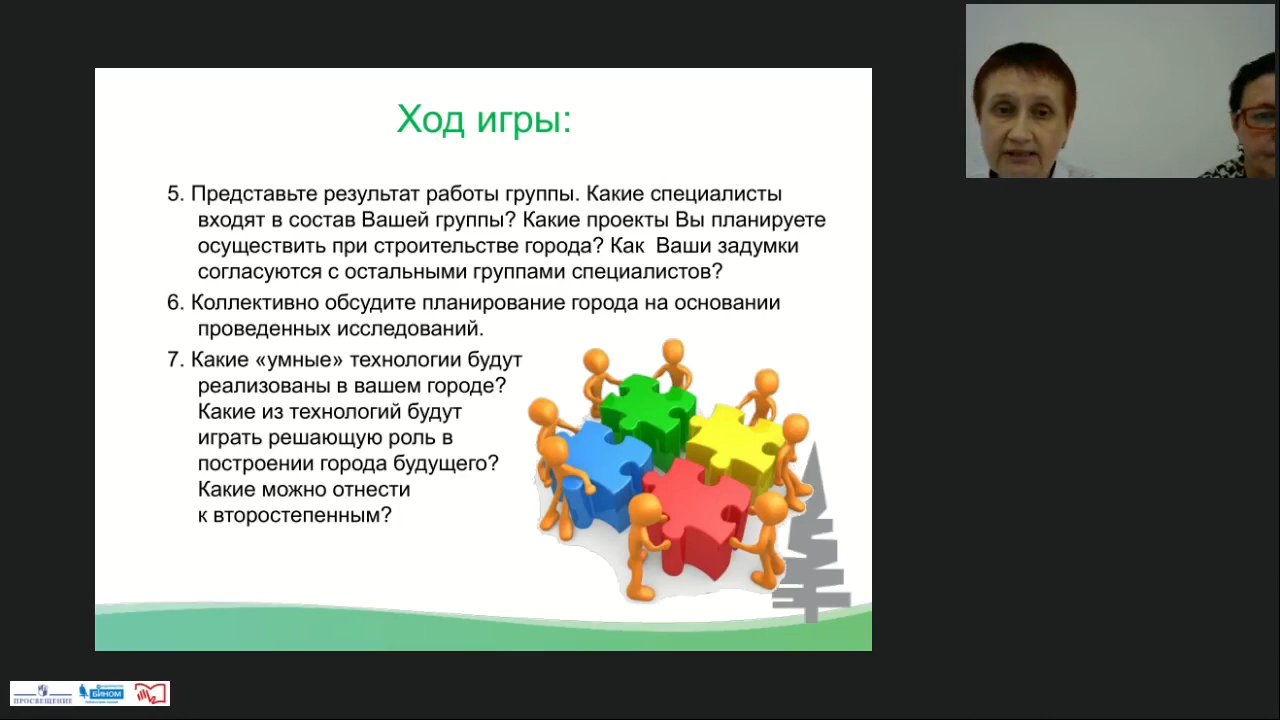 Ход игры:
5. Представьте результат работы группы. Какие специалисты
входят в состав Вашей группы? Какие проекты Вы планируете
осуществить при строительстве города? Как Ваши задумки
согласуются с остальными группами специалистов?
6. Коллективно обсудите планирование города на основании
проведенных исследований.
7. Какие «умные» технологии будут
реализованы в вашем городе?
Какие из технологий будут
играть решающую роль в
построении города будущего?
Какие можно отнести
к второстепенным?
ПРОСВЕЩЕНИЕ
БИНОМ